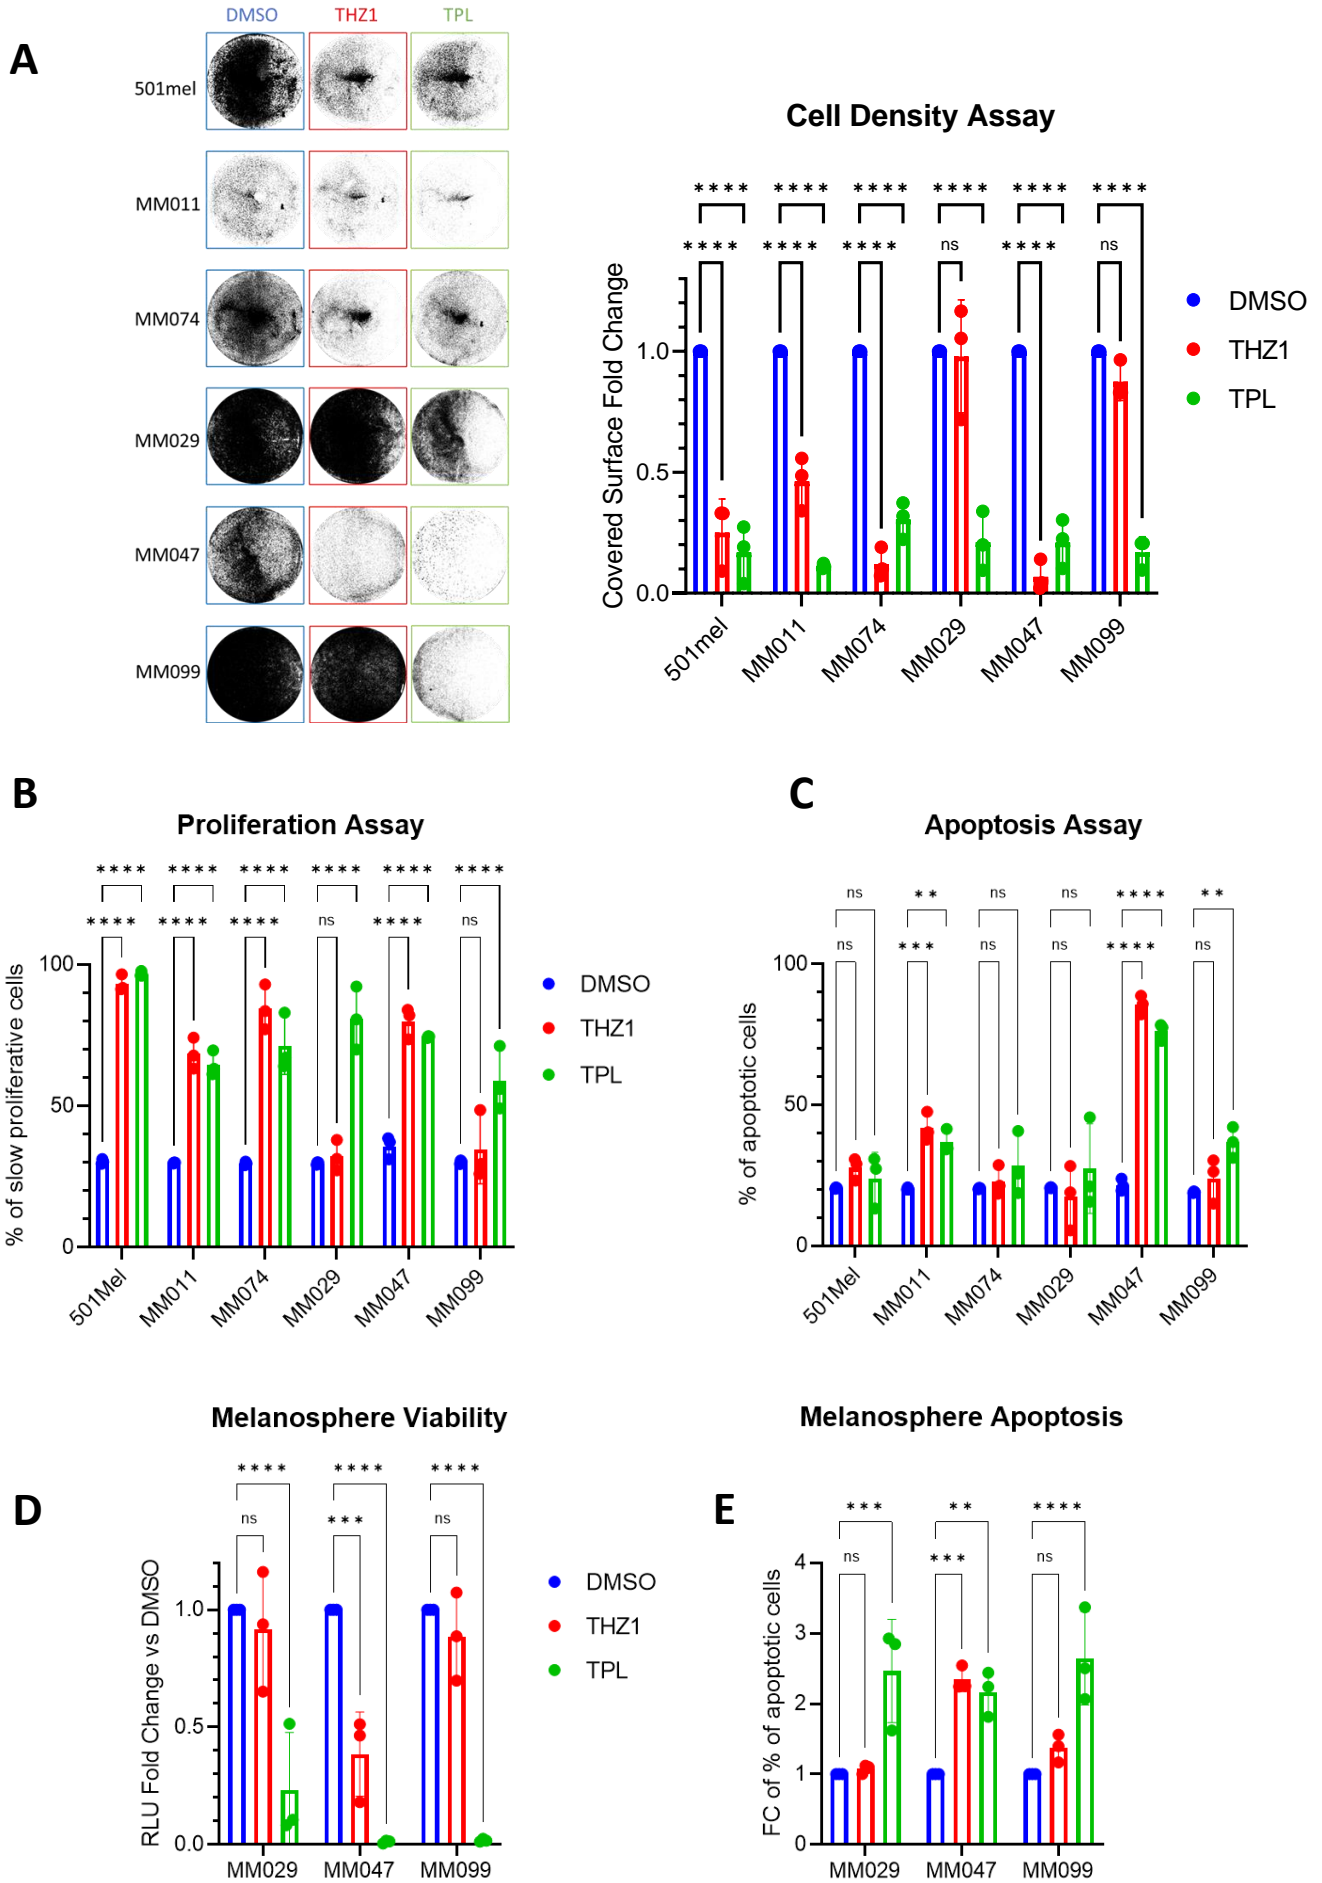 A
DMSO THZ1 TPL
501mel
MM011
MM074
MM029
MM047
MM099
Cell Density Assay
**** **** **** **** **** ****
**** **** **** ns **** ns
Covered Surface Fold Change
1.0
0.5
0.0
501mel MM011 MM074 MM029 MM047 MM099
DMSO
THZ1
TPL
B
Proliferation Assay
**** **** **** **** **** ****
**** **** **** ns **** ns
% of slow proliferative cells
100
50
0
501Mel MM011 MM074 MM029 MM047 MM099
DMSO
THZ1
TPL
C
Apoptosis Assay
ns ** ns ns **** **
ns *** ns ns **** ns
% of apoptotic cells
100
50
0
501Mel MM011 MM074 MM029 MM047 MM099
D
Melanosphere Viability
**** **** ****
ns *** ns
RLU Fold Change vs DMSO
1.0
0.5
0.0
MM029 MM047 MM099
DMSO
THZ1
TPL
E
Melanosphere Apoptosis
*** ** ****
ns *** ns
FC of % of apoptotic cells
4
3
2
1
0
MM029 MM047 MM099